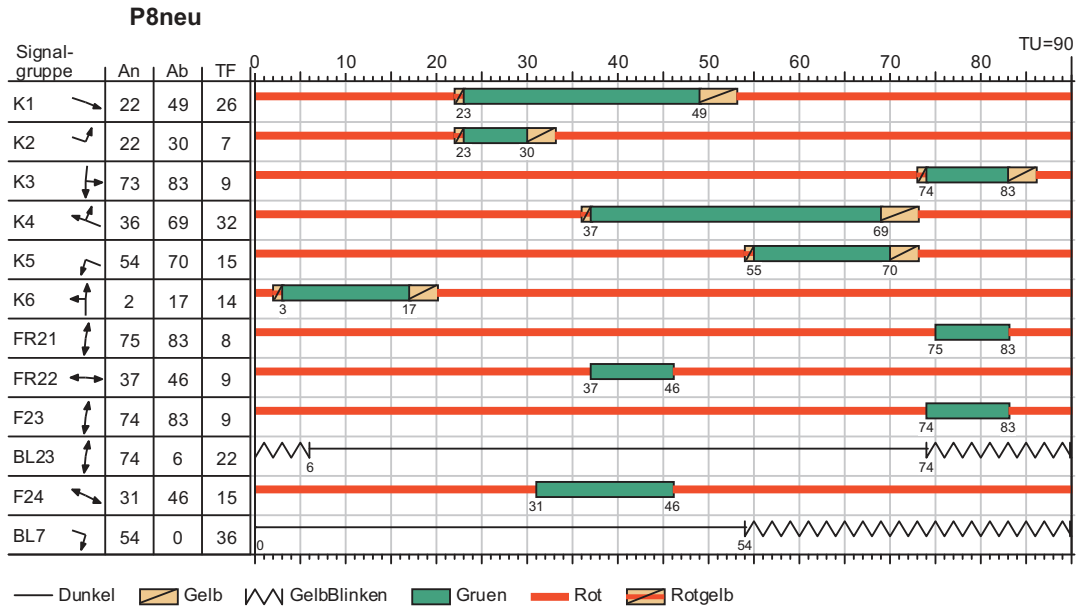 P8neu
TU=90
Signal-
gruppe An Ab TF 0 10 20 30 40 50 60 70 80
K1 22 49 26
23 49
K2 22 30 7
23 30
K3 73 83 9
74 83
K4 36 69 32
37 69
K5 54 70 15
55 70
K6 2 17 14
3 17
FR21 75 83 8
75 83
FR22 37 46 9
37 46
F23 74 83 9
74 83
BL23 74 6 22
6 74
F24 31 46 15
31 46
BL7 54 0 36
0 54
Dunkel Gelb GelbBlinken Gruen Rot Rotgelb